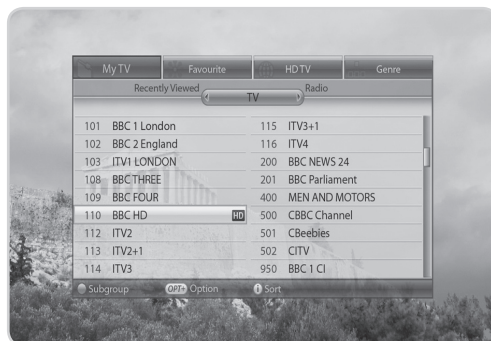 My TV Favourite HD TV Genre
Recently Viewed TV Radio
101 BBC 1 London
102 BBC 2 England
103 ITV1 LONDON
108 BBC THREE
109 BBC FOUR
110 BBC HD HD
112 ITV2
113 ITV2+1
114 ITV3
115 ITV3+1
116 ITV4
200 BBC NEWS 24
201 BBC Parliament
400 MEN AND MOTORS
500 CBBC Channel
501 CBeebies
502 CITV
950 BBC 1 CI
Subgroup OPT+ Option i Sort